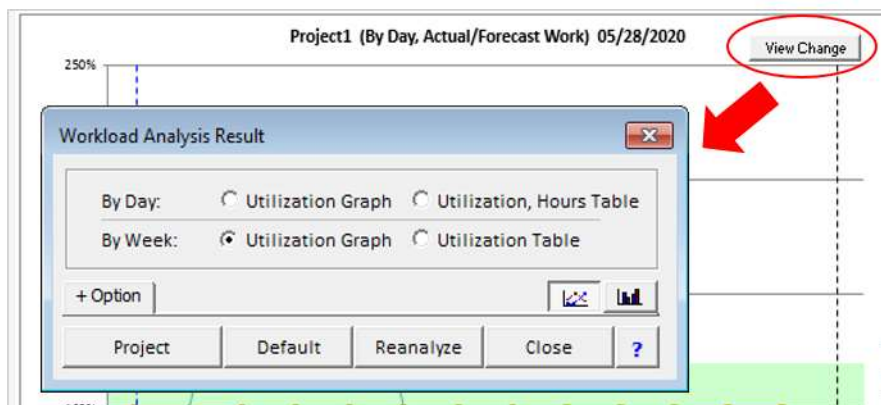 Project1 (By Day, Actual/Forecast Work) 05/28/2020
View Change
250%
Workload Analysis Result
By Day: Utilization Graph Utilization, Hours Table
By Week: Utilization Graph Utilization Table
+ Option
Project Default Reanalyze Close ?